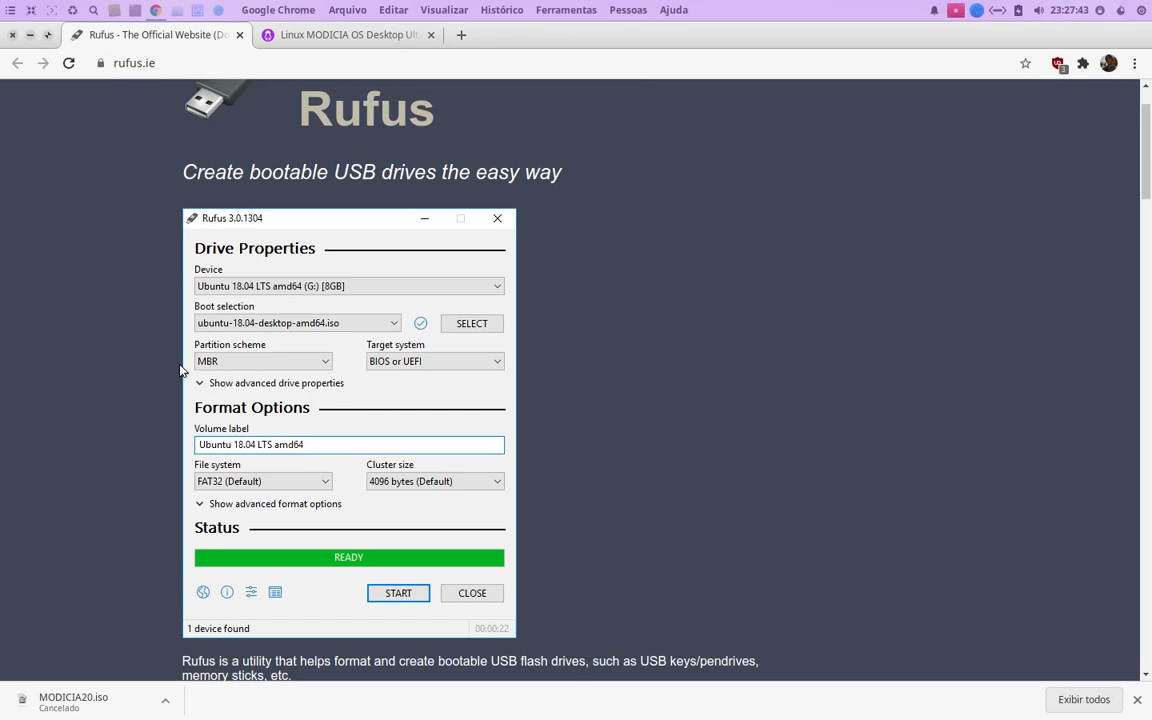 Google Chrome Arquivo Editar Visualizar Histórico Ferramentas Pessoas Ajuda 23:27:43
Rufus - The Official Website (Do
Linux MODICIA OS Desktop Ult
rufus.ie
3
Rufus
Create bootable USB drives the easy way
Rufus 3.0.1304
Drive Properties
Device
Ubuntu 18.04 LTS amd64 (G:) [8GB]
Boot selection
ubuntu-18.04-desktop-amd64.iso SELECT
Partition scheme Target system
MBR BIOS or UEFI
Show advanced drive properties
Format Options
Volume label
Ubuntu 18.04 LTS amd64
File system Cluster size
FAT32 (Default) 4096 bytes (Default)
Show advanced format options
Status
READY
START CLOSE
1 device found 00:00:22
Rufus is a utility that helps format and create bootable USB flash drives, such as USB keys/pendrives,
memory sticks, etc.
MODICIA20.iso
Cancelado
Exibir todos